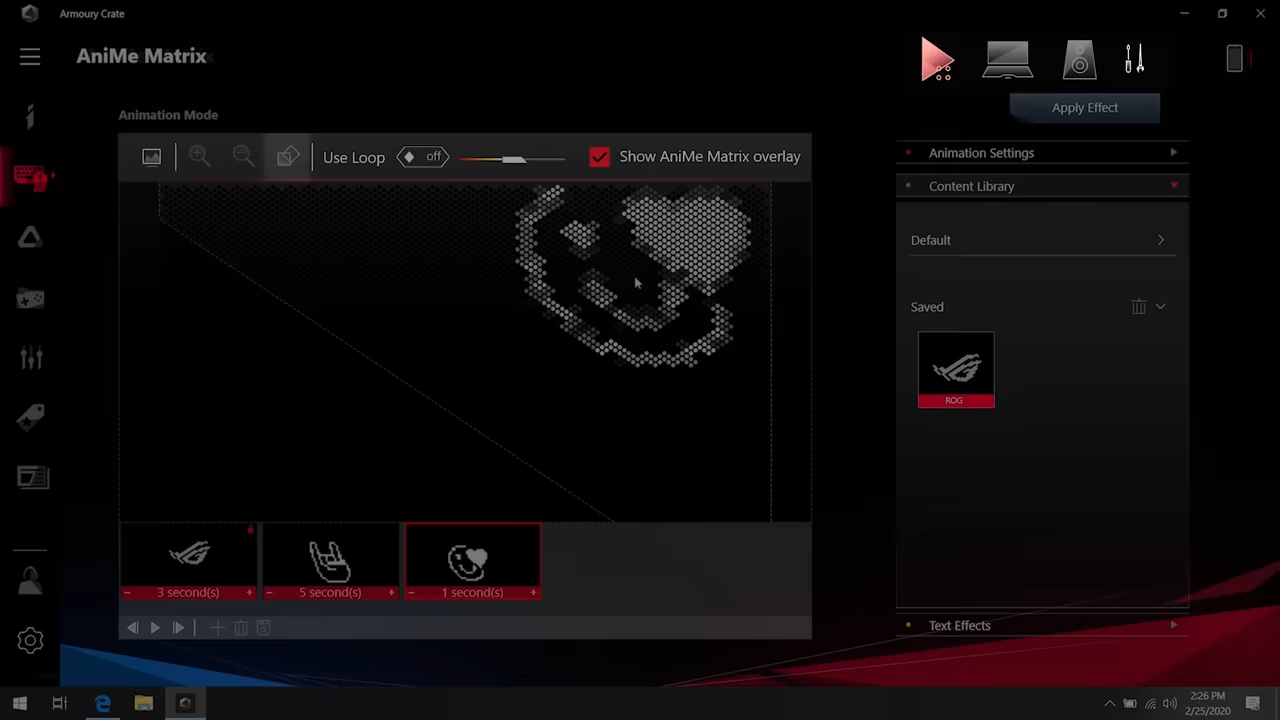 Armoury Crate
AniMe Matrix
Apply Effect
Animation Mode
Use Loop
off
Show AniMe Matrix overlay
Animation Settings
Content Library
Default
Saved
ROG
3 second(s)
5 second(s)
1 second(s)
Text Effects
2:26 PM
2/25/2020